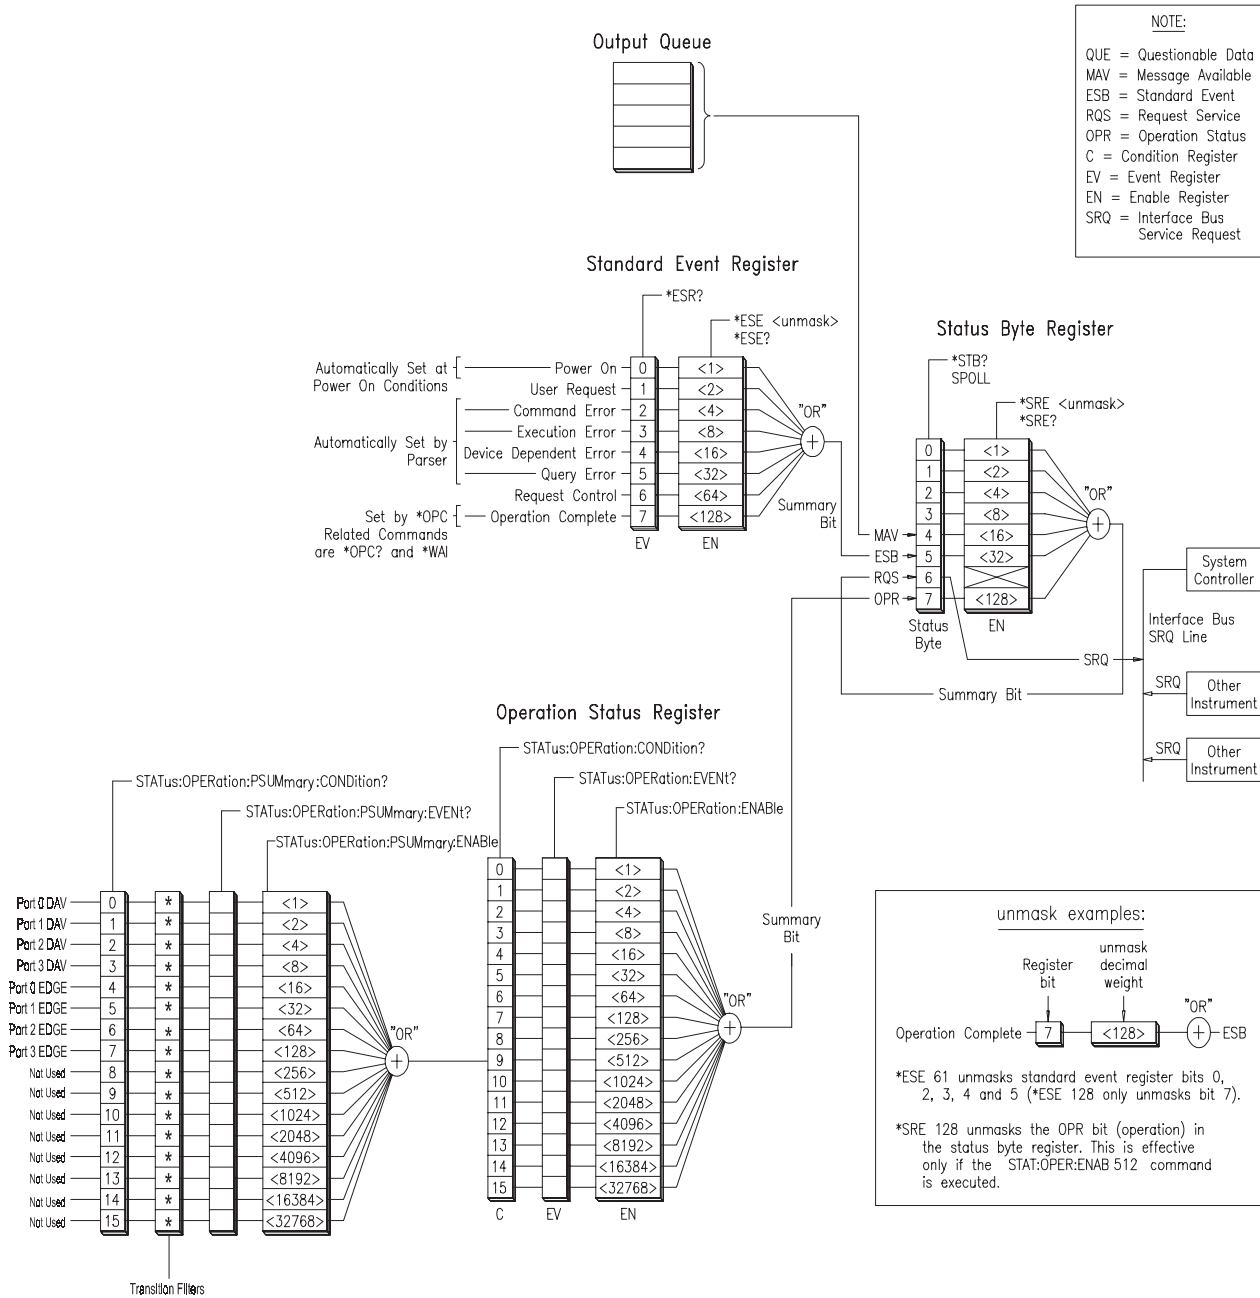 NOTE:
QUE = Questionable Data
MAV = Message Available
ESB = Standard Event
RQS = Request Service
OPR = Operation Status
C = Condition Register
EV = Event Register
EN = Enable Register
SRQ = Interface Bus
Service Request
Output Queue
Standard Event Register
*ESR?
*ESE <unmask>
*ESE?
Automatically Set at
Power On Conditions
Automatically Set by
Parser
Set by *OPC
Related Commands
are *OPC? and *WAI
Power On 0 <1>
User Request 1 <2>
Command Error 2 <4>
Execution Error 3 <8>
Device Dependent Error 4 <16>
Query Error 5 <32>
Request Control 6 <64>
Operation Complete 7 <128>
EV EN
"OR"
+
Summary
Bit
Status Byte Register
*STB?
SPOLL
*SRE <unmask>
*SRE?
0 <1>
1 <2>
2 <4>
3 <8>
MAV 4 <16>
ESB 5 <32>
RQS 6
OPR 7 <128>
Status
Byte
EN
"OR"
+
SRQ
Summary Bit
System
Controller
Interface Bus
SRQ Line
SRQ
Other
Instrument
SRQ
Other
Instrument
Operation Status Register
STATus:OPERation:CONDition?
STATus:OPERation:EVENt?
STATus:OPERation:ENABle
0 <1>
1 <2>
2 <4>
3 <8>
4 <16>
5 <32>
6 <64>
7 <128>
8 <256>
9 <512>
10 <1024>
11 <2048>
12 <4096>
13 <8192>
14 <16384>
15 <32768>
C EV EN
"OR"
+
Summary
Bit
STATus:OPERation:PSUMmary:CONDition?
STATus:OPERation:PSUMmary:EVENt?
STATus:OPERation:PSUMmary:ENABle
Port 0 DAV 0 * <1>
Port 1 DAV 1 * <2>
Port 2 DAV 2 * <4>
Port 3 DAV 3 * <8>
Port 0 EDGE 4 * <16>
Port 1 EDGE 5 * <32>
Port 2 EDGE 6 * <64>
Port 3 EDGE 7 * <128>
Not Used 8 * <256>
Not Used 9 * <512>
Not Used 10 * <1024>
Not Used 11 * <2048>
Not Used 12 * <4096>
Not Used 13 * <8192>
Not Used 14 * <16384>
Not Used 15 * <32768>
"OR"
+
Transition Filters
unmask examples:
Register
bit
unmask
decimal
weight
"OR"
Operation Complete 7 <128> + ESB
*ESE 61 unmasks standard event register bits 0,
2, 3, 4 and 5 (*ESE 128 only unmasks bit 7).
*SRE 128 unmasks the OPR bit (operation) in
the status byte register. This is effective
only if the STAT:OPER:ENAB 512 command
is executed.